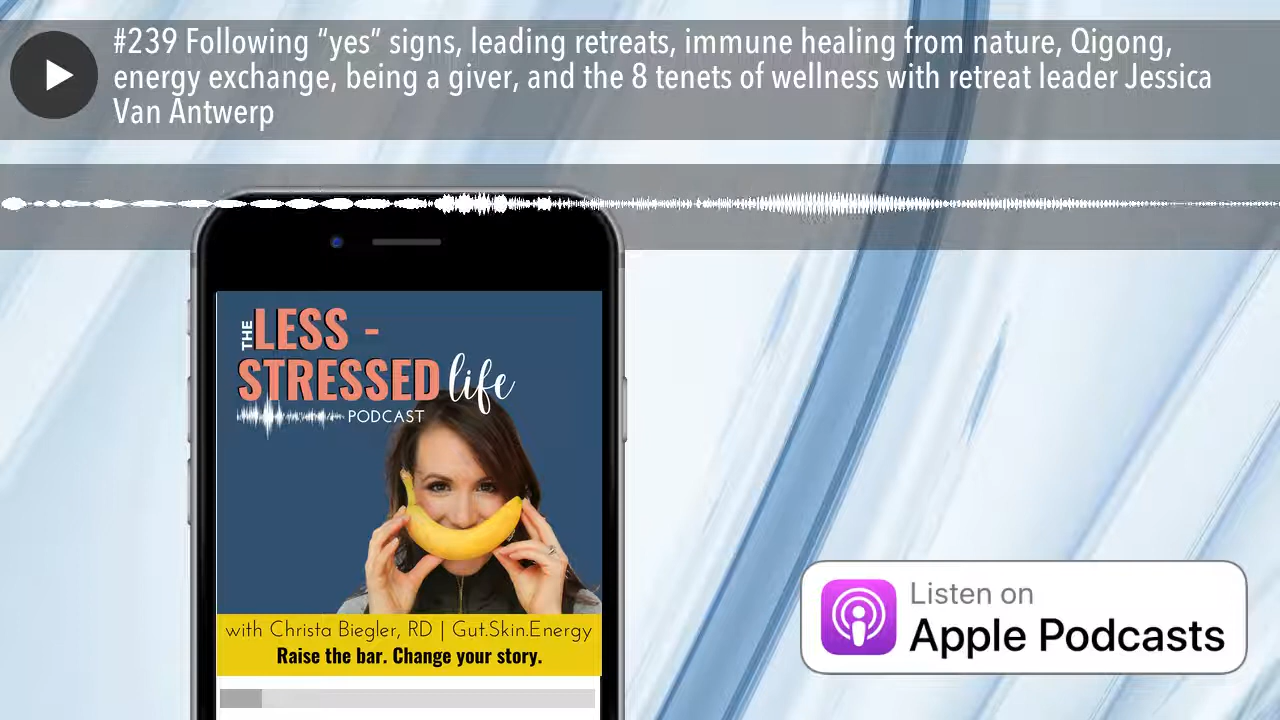 #239 Following “yes“ signs, leading retreats, immune healing from nature, Qigong,
energy exchange, being a giver, and the 8 tenets of wellness with retreat leader Jessica
Van Antwerp
THE LESS -
STRESSED life
PODCAST
with Christa Biegler, RD | Gut.Skin.Energy
Raise the bar. Change your story.
Listen on
Apple Podcasts